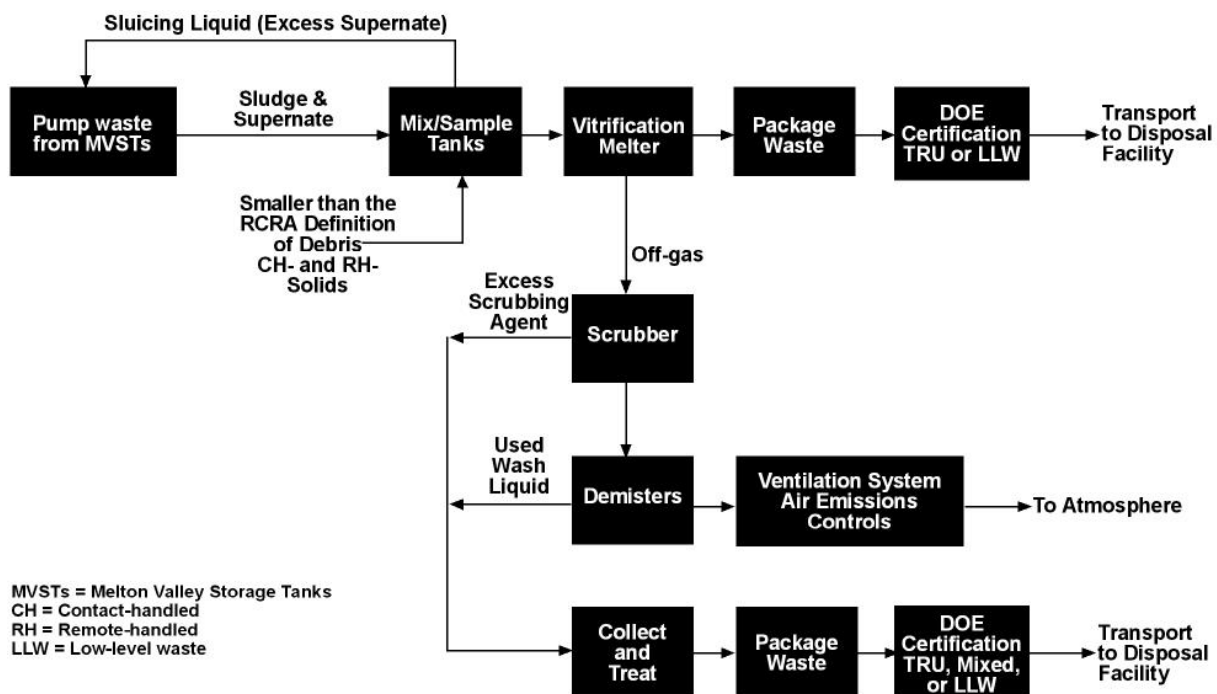 Sluicing Liquid (Excess Supernate)
Pump waste
from MVSTs
Sludge &
Supernate
Mix/Sample
Tanks
Vitrification
Melter
Package
Waste
DOE
Certification
TRU or LLW
Transport
to Disposal
Facility
Smaller than the
RCRA Definition
of Debris
CH- and RH-
Solids
Off-gas
Excess
Scrubbing
Agent
Scrubber
Used
Wash
Liquid
Demisters
Ventilation System
Air Emissions
Controls
To Atmosphere
MVSTs = Melton Valley Storage Tanks
CH = Contact-handled
RH = Remote-handled
LLW = Low-level waste
Collect
and
Treat
Package
Waste
DOE
Certification
TRU, Mixed,
or LLW
Transport
to Disposal
Facility